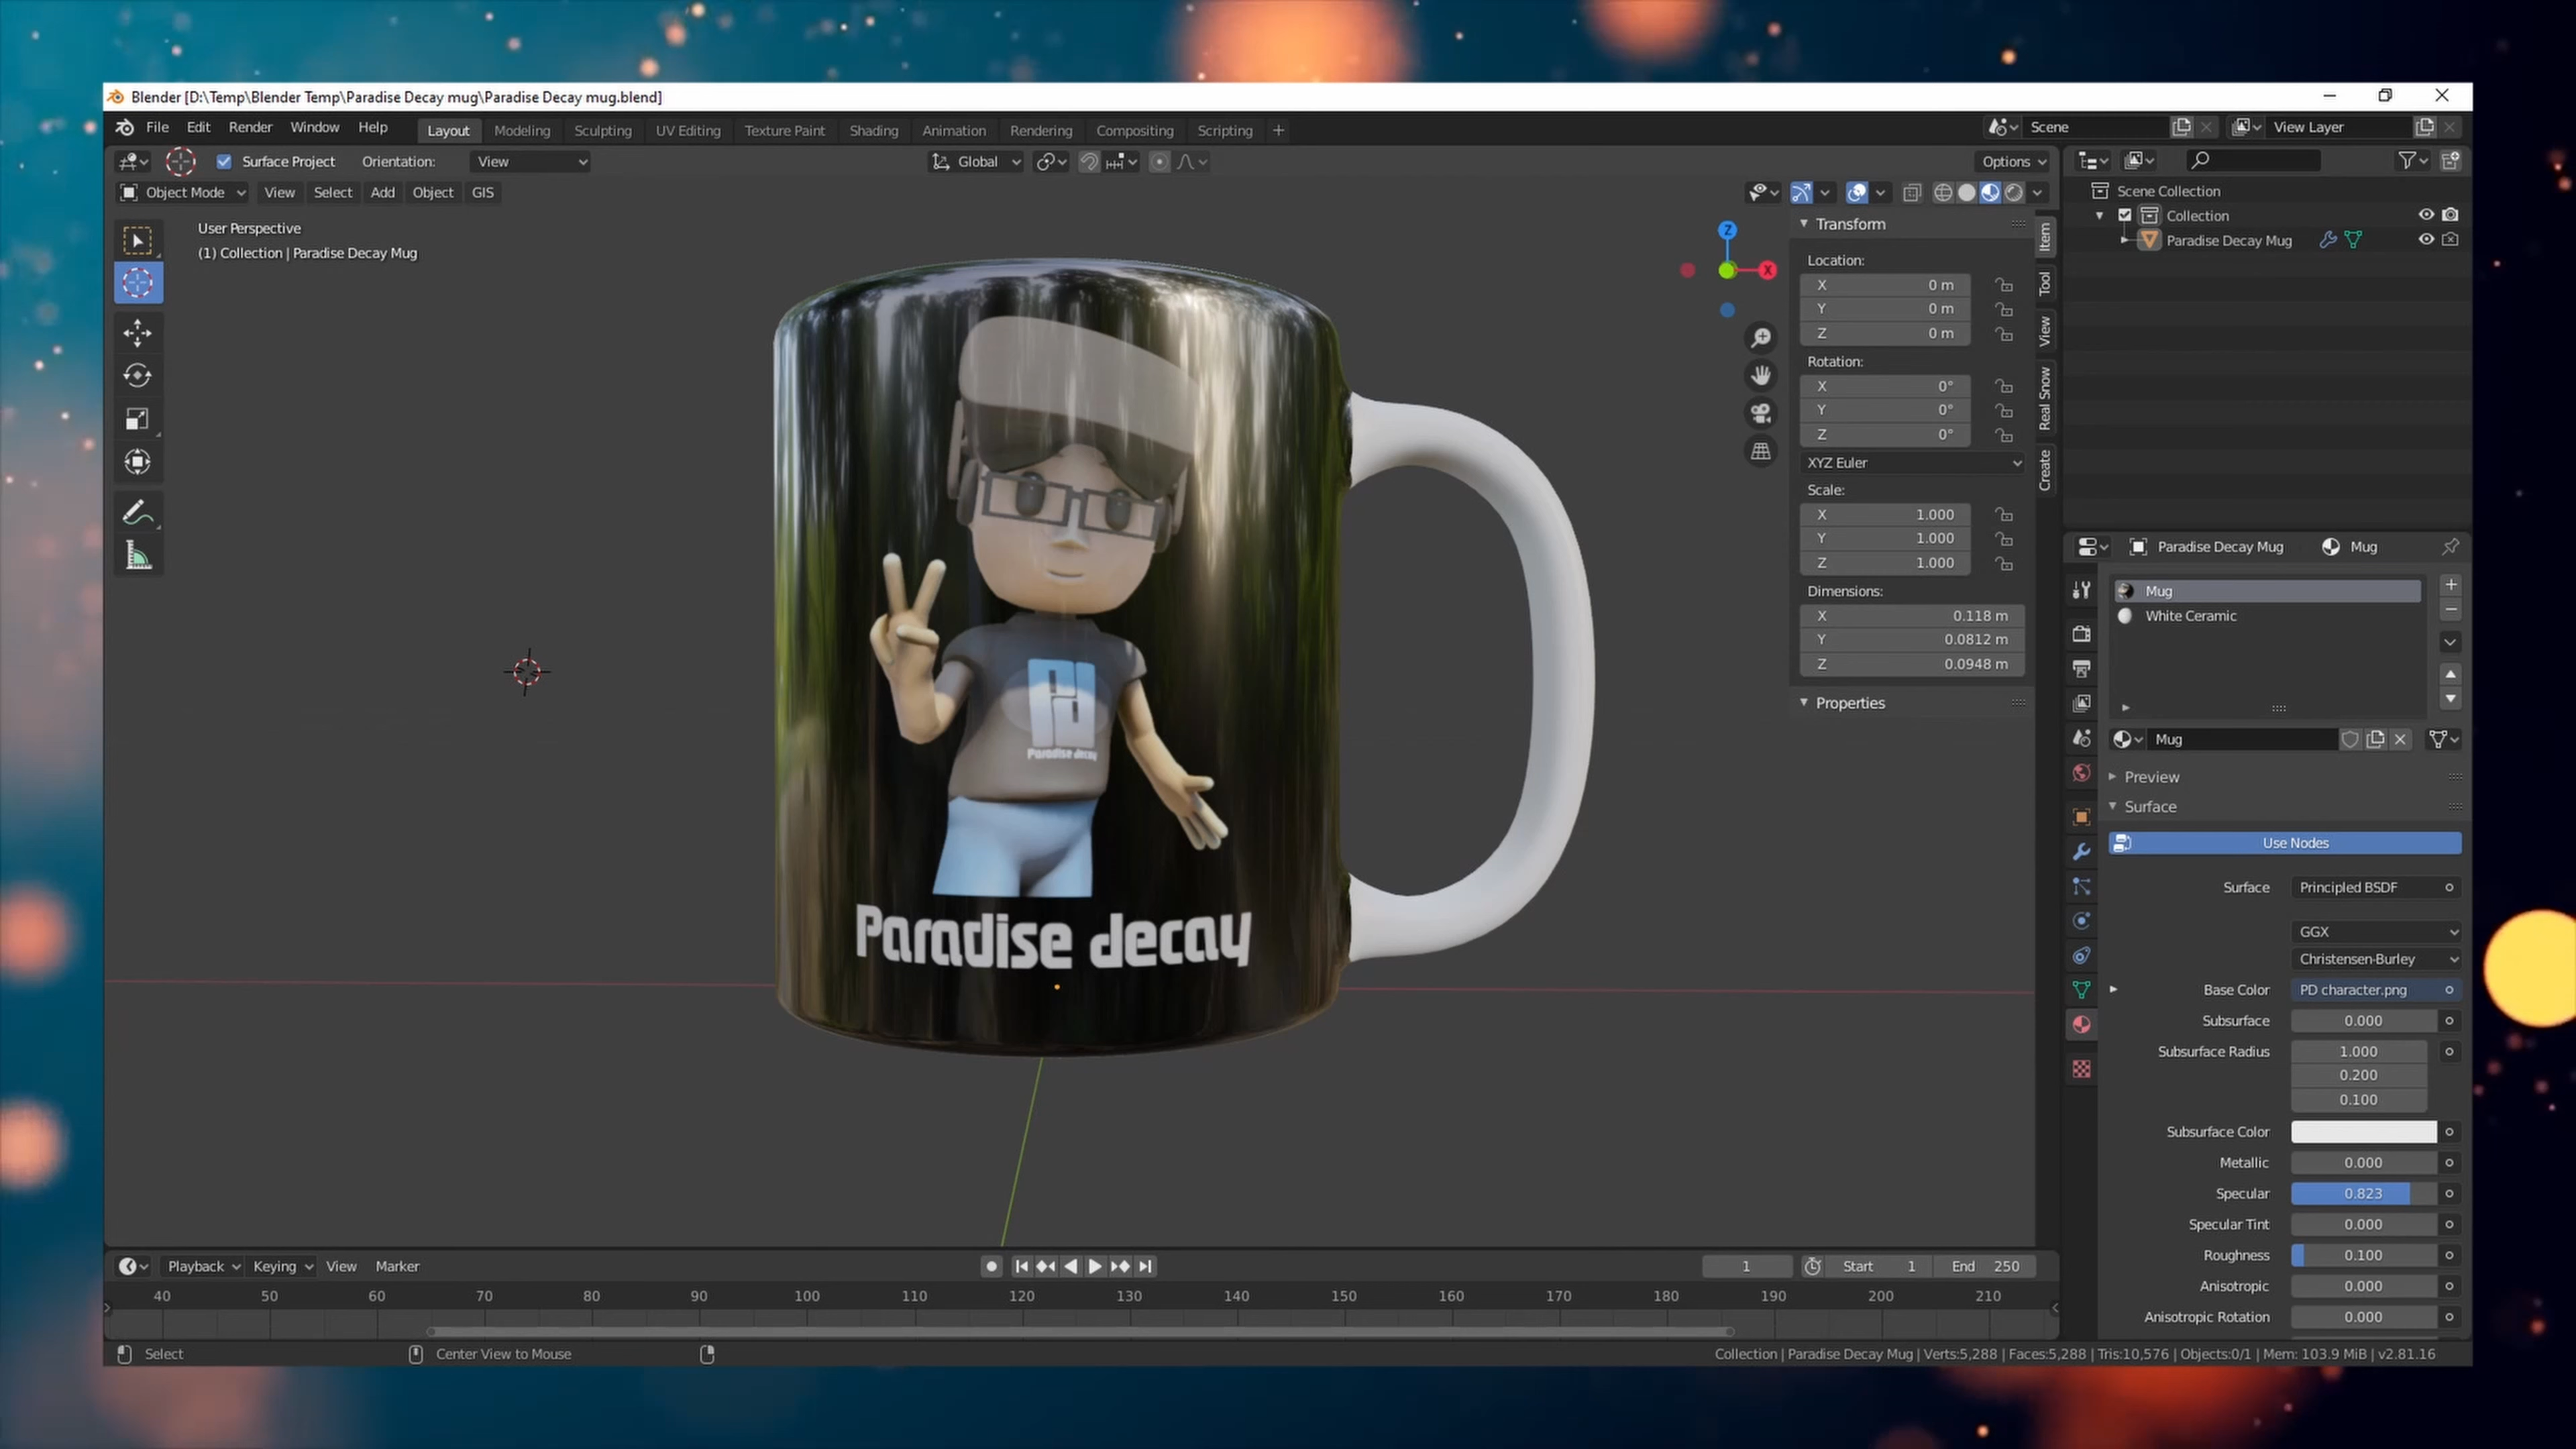 Blender [D:\Temp\Blender Temp\Paradise Decay mug\Paradise Decay mug.blend]
File Edit Render Window Help Layout Modeling Sculpting UV Editing Texture Paint Shading Animation Rendering Compositing Scripting + Scene View Layer
Surface Project Orientation: View Global Options
Object Mode View Select Add Object GIS
User Perspective
(1) Collection | Paradise Decay Mug
Z
X
Paradise decay
Paradise decay
Transform
Location:
X 0 m
Y 0 m
Z 0 m
Rotation:
X 0°
Y 0°
Z 0°
XYZ Euler
Scale:
X 1.000
Y 1.000
Z 1.000
Dimensions:
X 0.118 m
Y 0.0812 m
Z 0.0948 m
Properties
Item
Tool
View
Real Snow
Create
Scene Collection
Collection
Paradise Decay Mug
Paradise Decay Mug Mug
Mug
White Ceramic
Mug
Preview
Surface
Use Nodes
Surface Principled BSDF
GGX
Christensen-Burley
Base Color PD character.png
Subsurface 0.000
Subsurface Radius 1.000
0.200
0.100
Subsurface Color
Metallic 0.000
Specular 0.823
Specular Tint 0.000
Roughness 0.100
Anisotropic 0.000
Anisotropic Rotation 0.000
Playback Keying View Marker 1 Start 1 End 250
40 50 60 70 80 90 100 110 120 130 140 150 160 170 180 190 200 210
Select Center View to Mouse Collection | Paradise Decay Mug | Verts:5,288 | Faces:5,288 | Tris:10,576 | Objects:0/1 | Mem: 103.9 MiB | v2.81.16